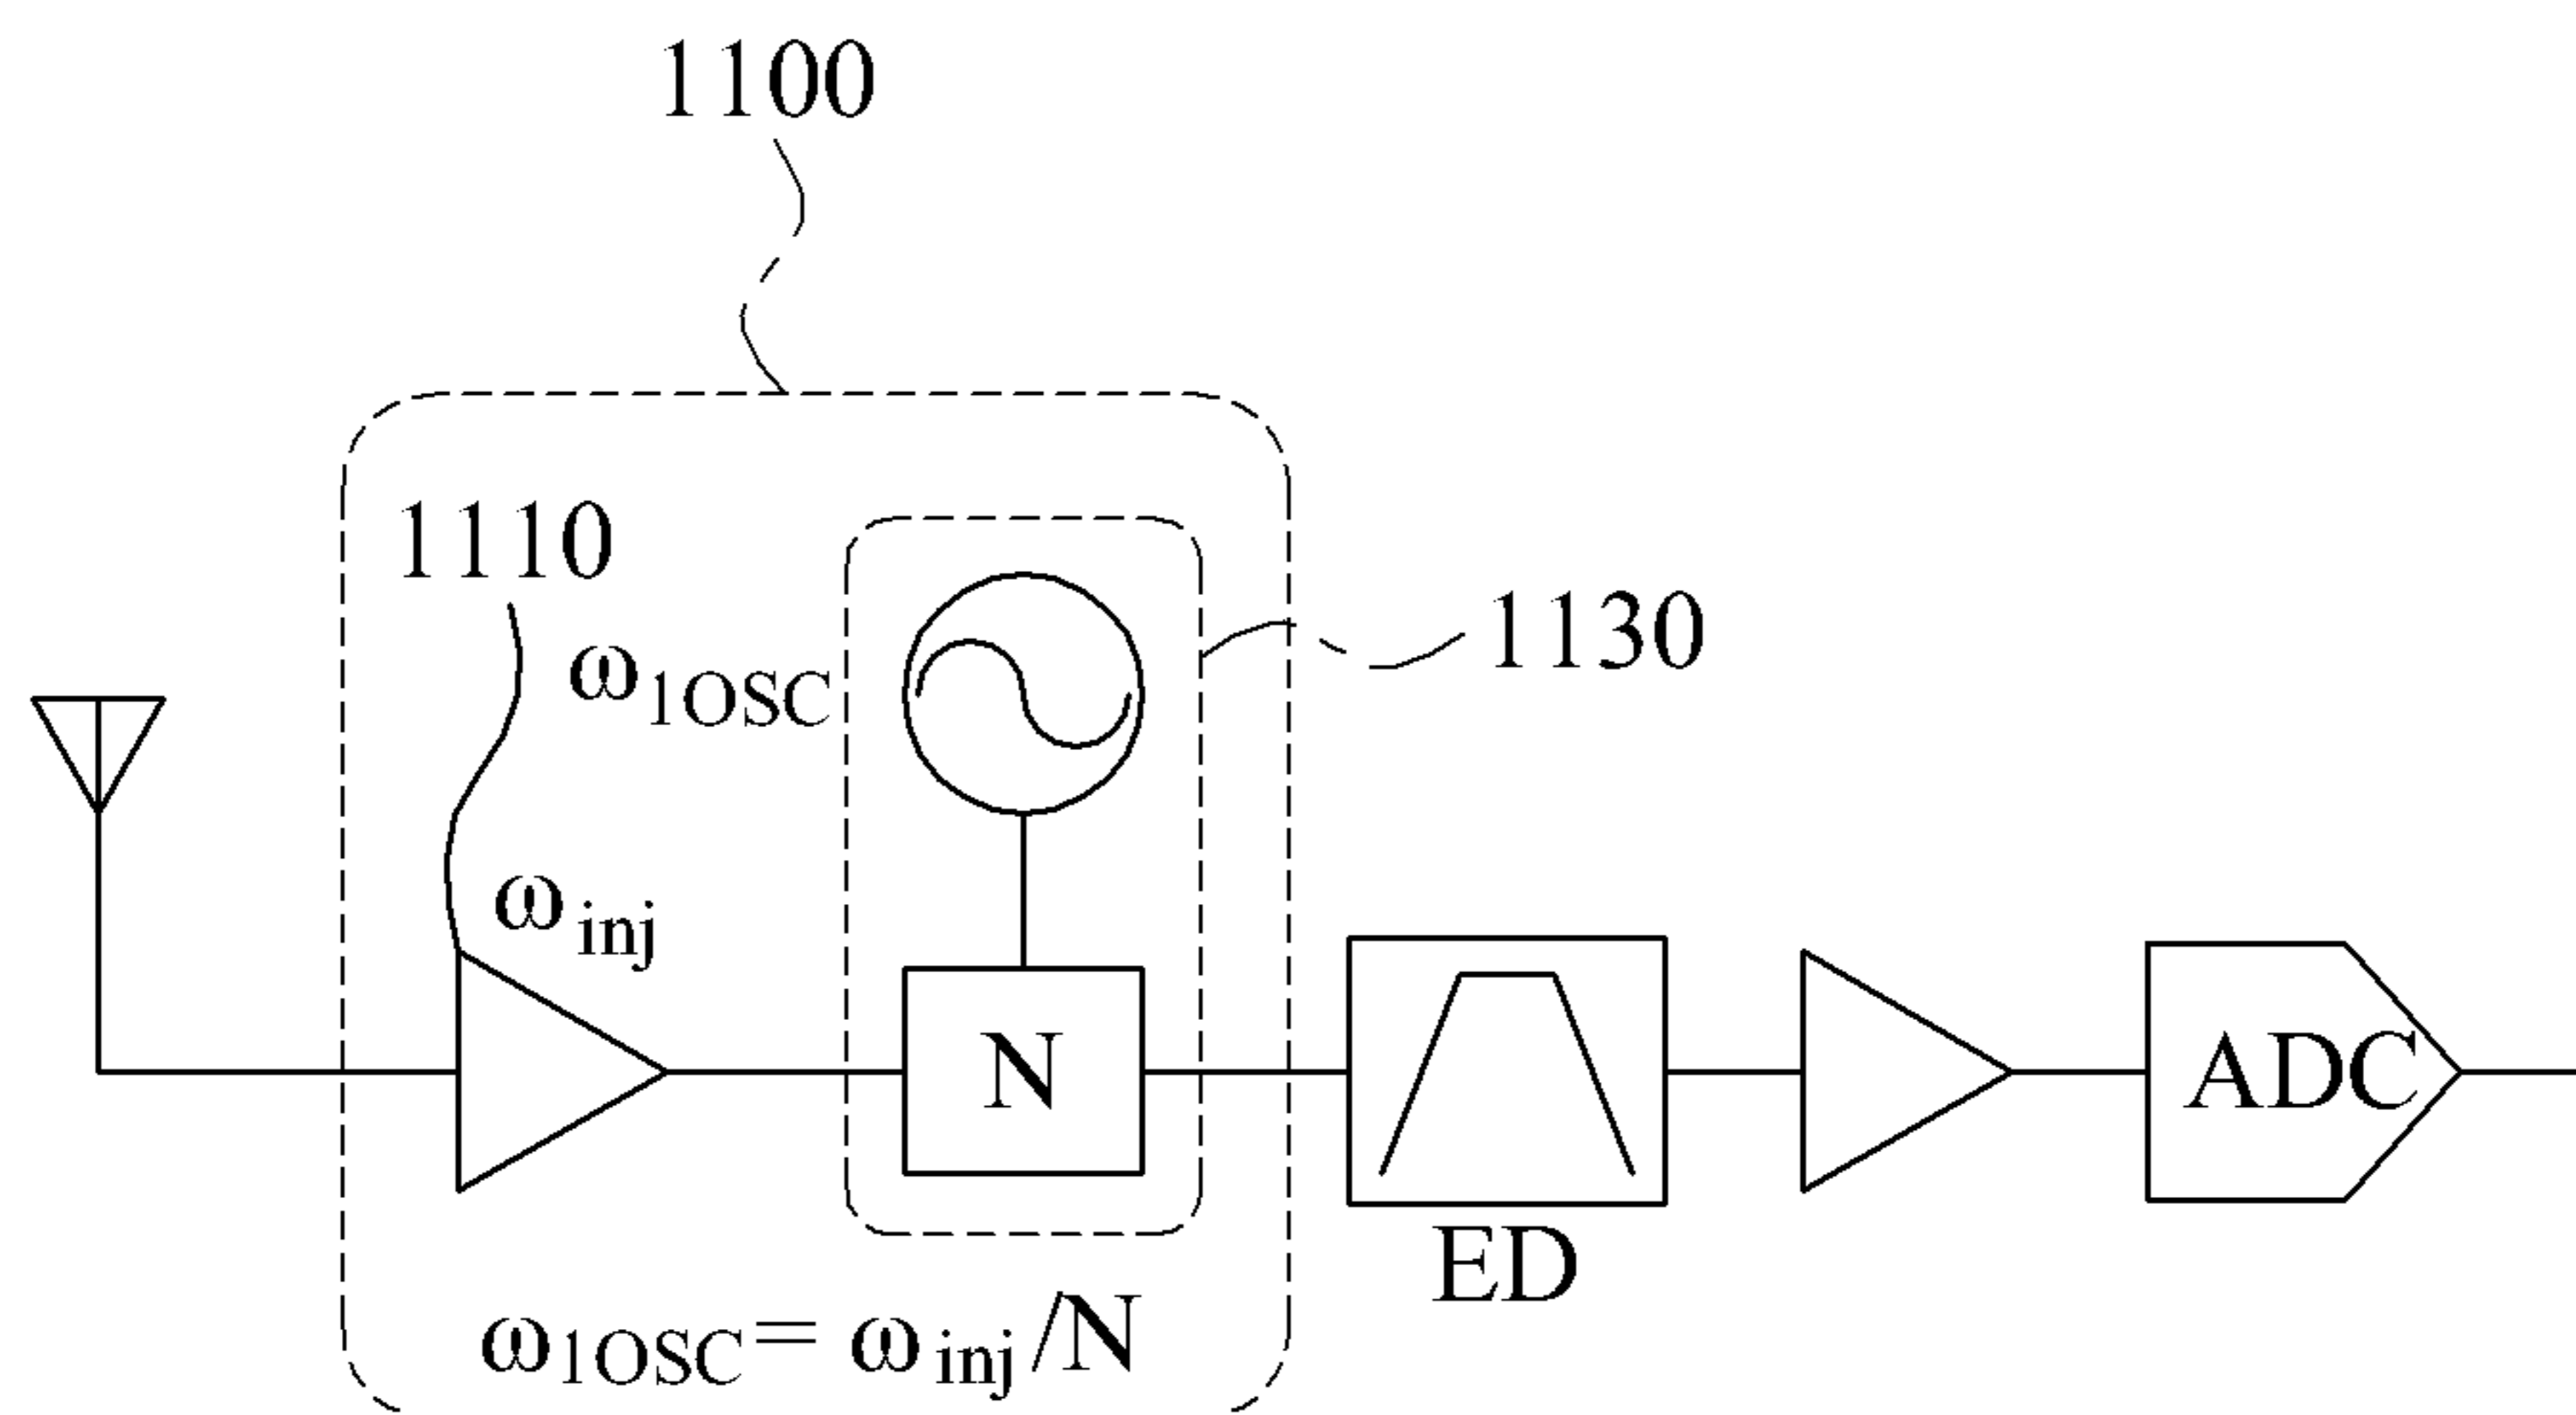 1100
1110
1130
ω1OSC
ωinj
N
ADC
ED
ω1OSC= ωinj/N